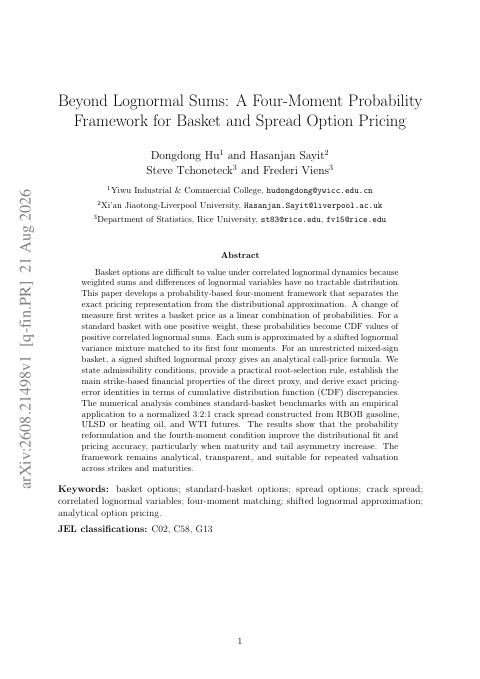 Beyond Lognormal Sums: A Four-Moment Probability
Framework for Basket and Spread Option Pricing
Dongdong Hu1 and Hasanjan Sayit2
Steve Tchoneteck3 and Frederi Viens3
1Yiwu Industrial & Commercial College, hudongdong@ywicc.edu.cn
2Xi'an Jiaotong-Liverpool University, Hasanjan.Sayit@liverpool.ac.uk
3Department of Statistics, Rice University, st83@rice.edu, fv15@rice.edu
Abstract
Basket options are difficult to value under correlated lognormal dynamics because
weighted sums and differences of lognormal variables have no tractable distribution.
This paper develops a probability-based four-moment framework that separates the
exact pricing representation from the distributional approximation. A change of
measure first writes a basket price as a linear combination of probabilities. For a
standard basket with one positive weight, these probabilities become CDF values of
positive correlated lognormal sums. Each sum is approximated by a shifted lognormal
variance mixture matched to its first four moments. For an unrestricted mixed-sign
basket, a signed shifted lognormal proxy gives an analytical call-price formula. We
state admissibility conditions, provide a practical root-selection rule, establish the
main strike-based financial properties of the direct proxy, and derive exact pricing-
error identities in terms of cumulative distribution function (CDF) discrepancies.
The numerical analysis combines standard-basket benchmarks with an empirical
application to a normalized 3:2:1 crack spread constructed from RBOB gasoline,
ULSD or heating oil, and WTI futures. The results show that the probability
reformulation and the fourth-moment condition improve the distributional fit and
pricing accuracy, particularly when maturity and tail asymmetry increase. The
framework remains analytical, transparent, and suitable for repeated valuation
across strikes and maturities.
Keywords: basket options; standard-basket options; spread options; crack spread;
correlated lognormal variables; four-moment matching; shifted lognormal approximation;
analytical option pricing.
JEL classifications: C02, C58, G13
1
arXiv:2608.21498v1 [q-fin.PR] 21 Aug 2026